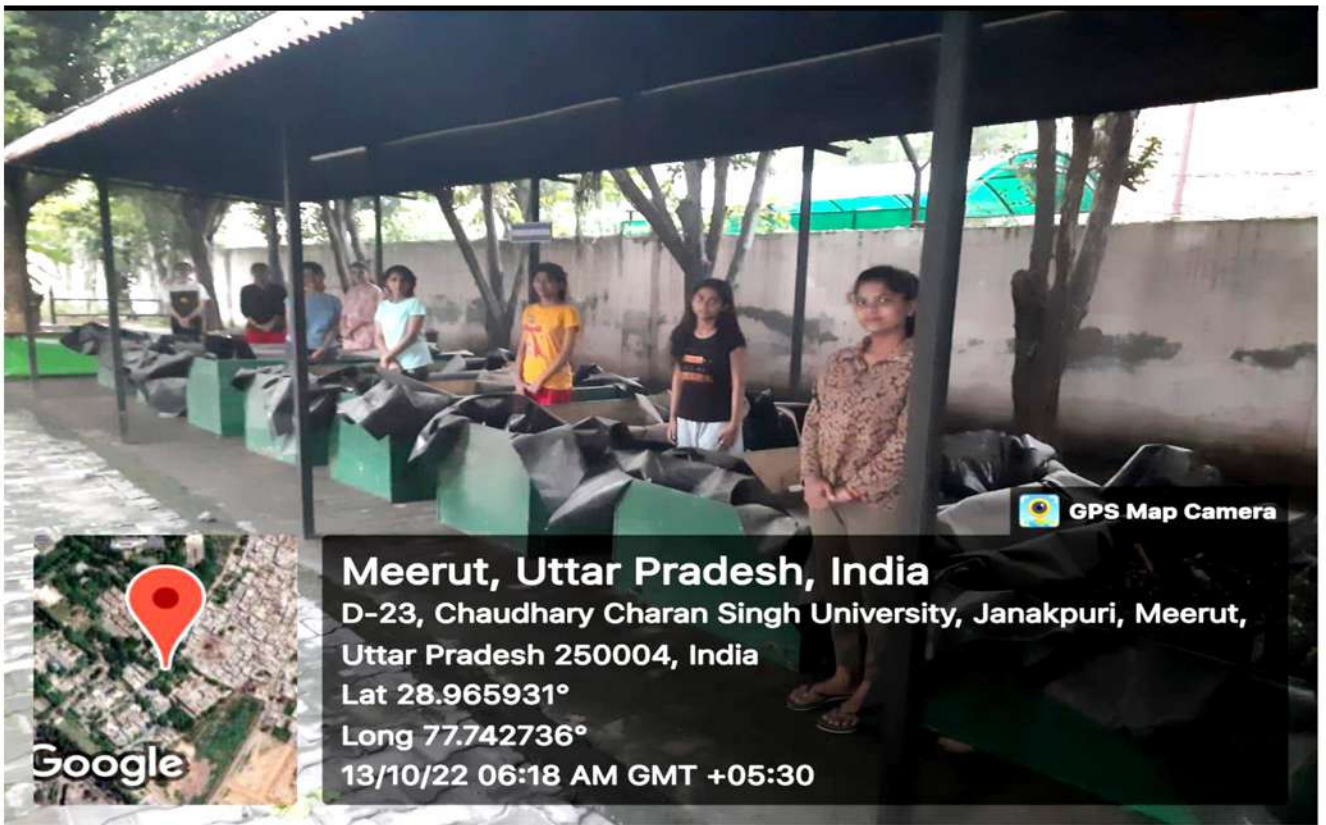 GPS Map Camera
Meerut, Uttar Pradesh, India
D-23, Chaudhary Charan Singh University, Janakpuri, Meerut,
Uttar Pradesh 250004, India
Lat 28.965931°
Long 77.742736°
13/10/22 06:18 AM GMT +05:30
Google